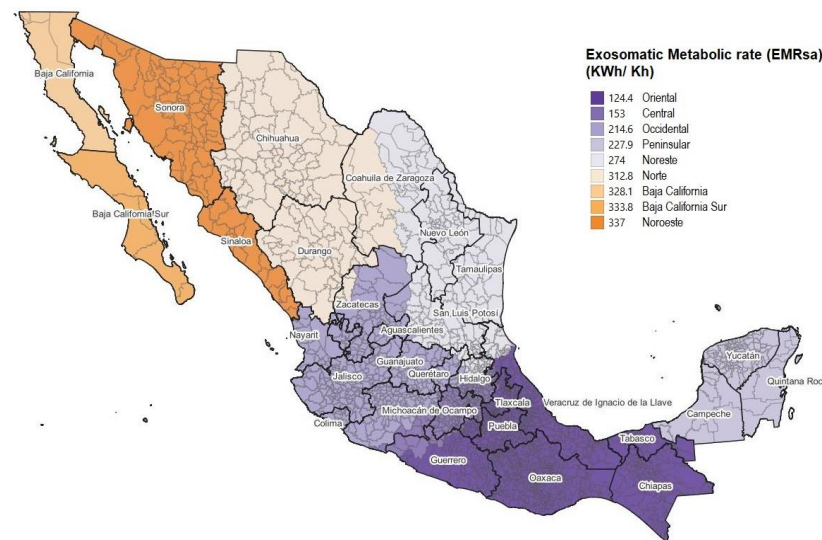 Exosomatic Metabolic rate (EMRsa)
(KWh/ Kh)
124.4 Oriental
153 Central
214.6 Occidental
227.9 Peninsular
274 Noreste
312.8 Norte
328.1 Baja California
333.8 Baja California Sur
337 Noroeste
Baja California
Sonora
Chihuahua
Coahuila de Zaragoza
Baja California Sur
Nuevo León
Sinaloa
Durango
Tamaulipas
Zacatecas
San Luis Potosí
Nayarit
Aguascalientes
Guanajuato
Querétaro
Jalisco
Hidalgo
Yucatán
Quintana Roo
Tlaxcala
Veracruz de Ignacio de la Llave
Michoacán de Ocampo
Colima
Puebla
Campeche
Tabasco
Guerrero
Oaxaca
Chiapas